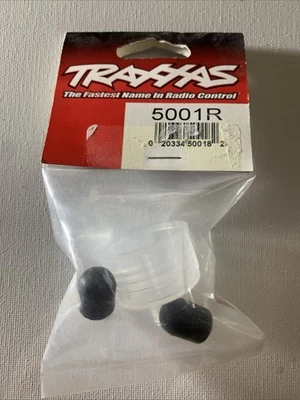 TRAXXAS
The Fastest Name In Radio Control
5001R
0 20334 50018 2